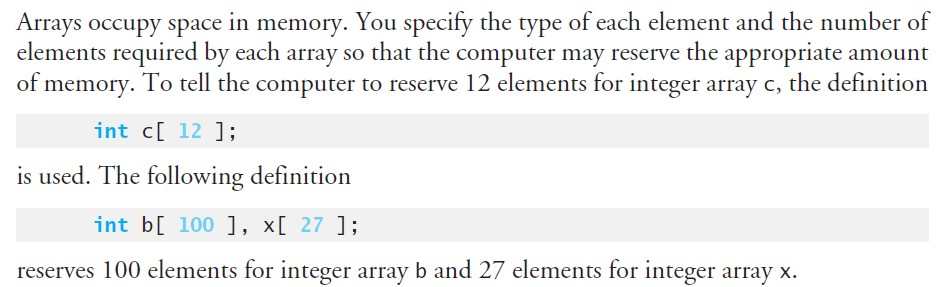 Arrays occupy space in memory. You specify the type of each element and the number of
elements required by each array so that the computer may reserve the appropriate amount
of memory. To tell the computer to reserve 12 elements for integer array c, the definition
int c[ 12 ];
is used. The following definition
int b[ 100 ], x[ 27 ];
reserves 100 elements for integer array b and 27 elements for integer array x.